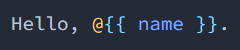 Hello, @{{ name }}.